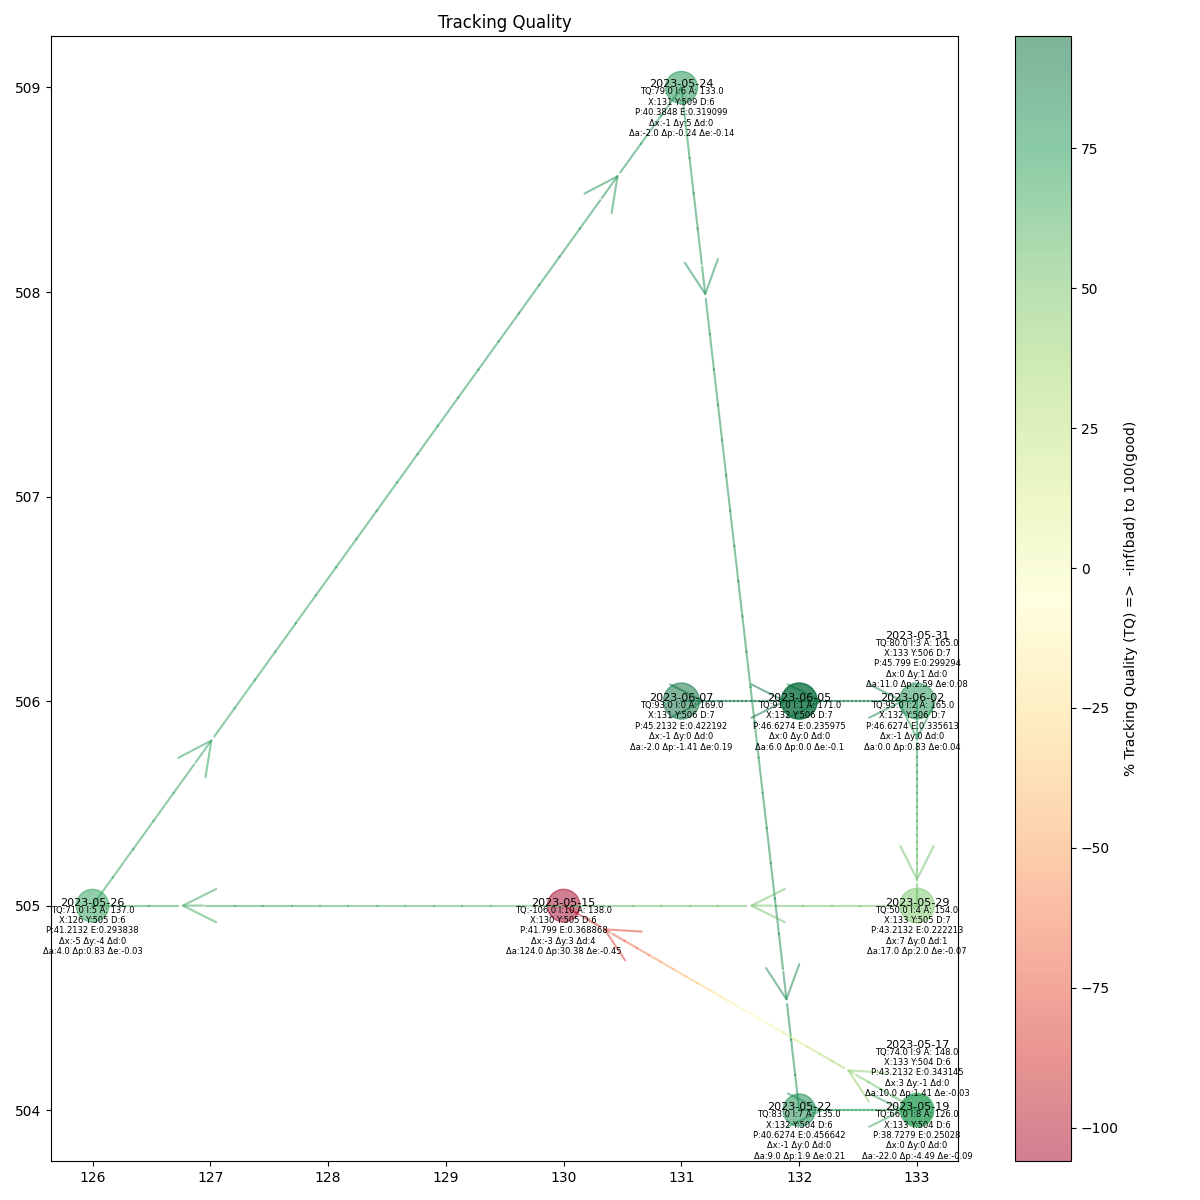 Tracking Quality
509
508
507
506
505
504
126
127
128
129
130
131
132
133
2023-05-24
TQ:79.0 I:6 A: 133.0
X:131 Y:509 D:6
P:40.3848 E:0.319099
Δx:-1 Δy:5 Δd:0
Δa:-2.0 Δp:-0.24 Δe:-0.14
2023-05-31
TQ:80.0 I:3 A: 165.0
X:133 Y:506 D:7
P:45.799 E:0.299294
Δx:0 Δy:1 Δd:0
Δa:11.0 Δp:2.59 Δe:0.08
2023-06-07
TQ:93.0 I:0 A: 169.0
X:131 Y:506 D:7
P:45.2132 E:0.422192
Δx:-1 Δy:0 Δd:0
Δa:-2.0 Δp:-1.41 Δe:0.19
2023-06-05
TQ:91.0 I:1 A: 171.0
X:132 Y:506 D:7
P:46.6274 E:0.235975
Δx:0 Δy:0 Δd:0
Δa:6.0 Δp:0.0 Δe:-0.1
2023-06-02
TQ:95.0 I:2 A: 165.0
X:132 Y:506 D:7
P:46.6274 E:0.335613
Δx:-1 Δy:0 Δd:0
Δa:0.0 Δp:0.83 Δe:0.04
2023-05-26
TQ:71.0 I:5 A: 137.0
X:126 Y:505 D:6
P:41.2132 E:0.293838
Δx:-5 Δy:-4 Δd:0
Δa:4.0 Δp:0.83 Δe:-0.03
2023-05-15
TQ:-106.0 I:10 A: 138.0
X:130 Y:505 D:6
P:41.799 E:0.368868
Δx:-3 Δy:3 Δd:4
Δa:124.0 Δp:30.38 Δe:-0.45
2023-05-29
TQ:50.0 I:4 A: 154.0
X:133 Y:505 D:7
P:43.2132 E:0.222213
Δx:7 Δy:0 Δd:1
Δa:17.0 Δp:2.0 Δe:-0.07
2023-05-17
TQ:74.0 I:9 A: 148.0
X:133 Y:504 D:6
P:43.2132 E:0.343145
Δx:3 Δy:-1 Δd:0
Δa:10.0 Δp:1.41 Δe:-0.03
2023-05-22
TQ:83.0 I:7 A: 135.0
X:132 Y:504 D:6
P:40.6274 E:0.456642
Δx:-1 Δy:0 Δd:0
Δa:9.0 Δp:1.9 Δe:0.21
2023-05-19
TQ:66.0 I:8 A: 126.0
X:133 Y:504 D:6
P:38.7279 E:0.25028
Δx:0 Δy:0 Δd:0
Δa:-22.0 Δp:-4.49 Δe:-0.09
75
50
25
0
−25
−50
−75
−100
% Tracking Quality (TQ) => -inf(bad) to 100(good)